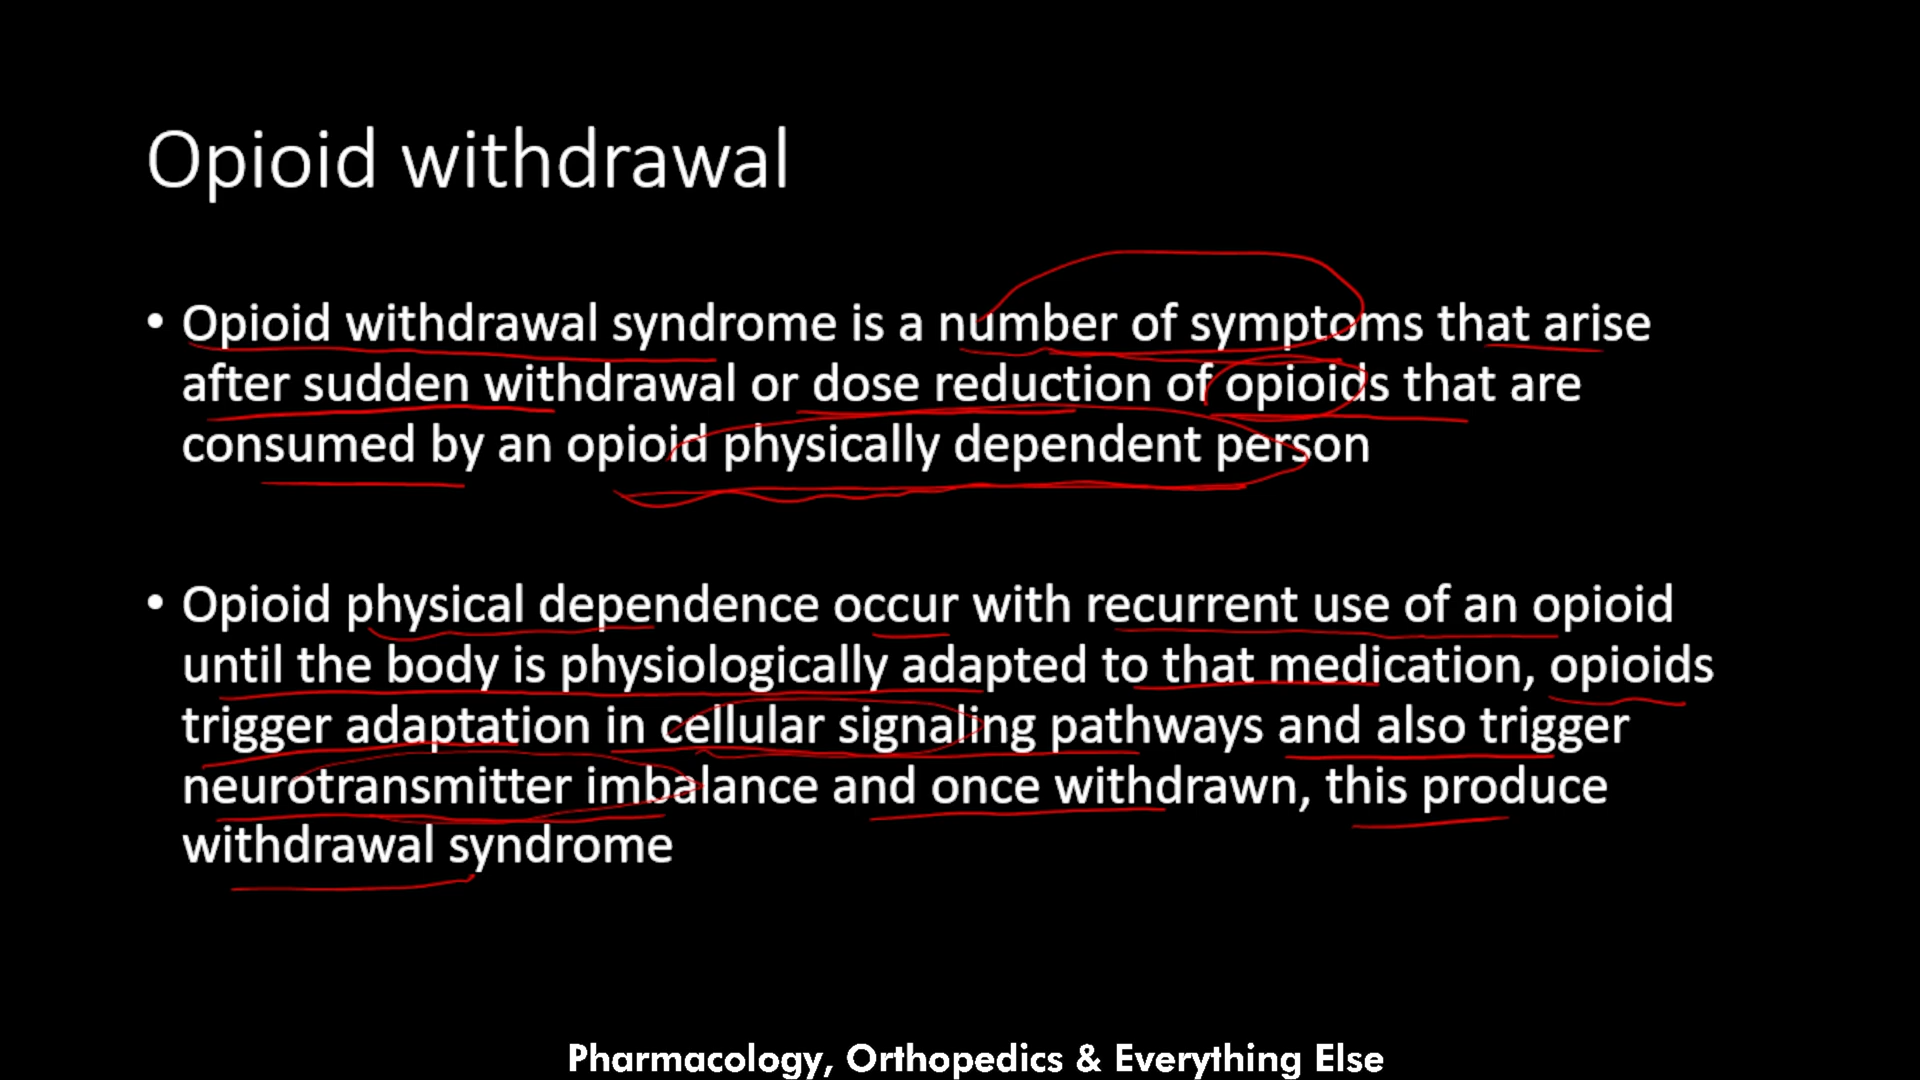 Opioid withdrawal
• Opioid withdrawal syndrome is a number of symptoms that arise
after sudden withdrawal or dose reduction of opioids that are
consumed by an opioid physically dependent person
• Opioid physical dependence occur with recurrent use of an opioid
until the body is physiologically adapted to that medication, opioids
trigger adaptation in cellular signaling pathways and also trigger
neurotransmitter imbalance and once withdrawn, this produce
withdrawal syndrome
Pharmacology, Orthopedics & Everything Else